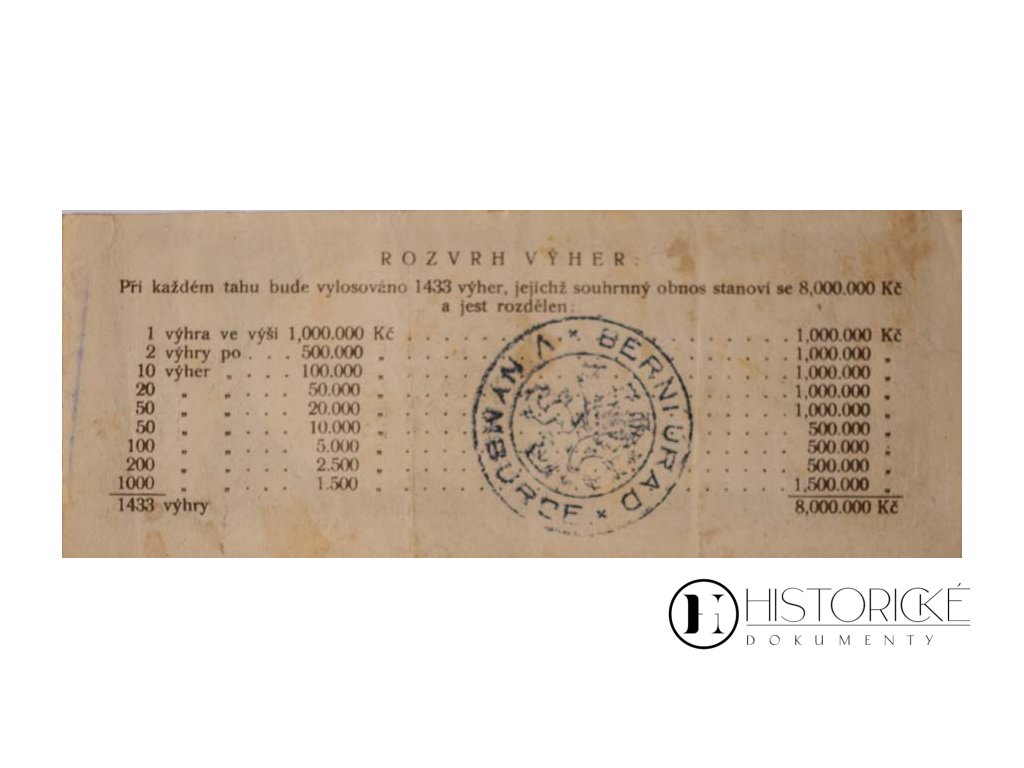 ROZVRH VÝHER:
Při každém tahu bude vylosováno 1433 výher, jejichž souhrnný obnos stanoví se 8,000.000 Kč
a jest rozdělen:
1 výhra ve výši 1,000.000 Kč . . . . . . . . . . 1,000.000 Kč
2 výhry po . . . 500.000 „ . . . . . . . . . . 1,000.000 „
10 výher „ . . . 100.000 „ . . . . . . . . . . 1,000.000 „
20 „ „ . . . 50.000 „ . . . . . . . . . . 1,000.000 „
50 „ „ . . . 20.000 „ . . . . . . . . . . 1,000.000 „
50 „ „ . . . 10.000 „ . . . . . . . . . . 500.000 „
100 „ „ . . . 5.000 „ . . . . . . . . . . 500.000 „
200 „ „ . . . 2.500 „ . . . . . . . . . . 500.000 „
1000 „ „ . . . 1.500 „ . . . . . . . . . . 1,500.000 „
1433 výhry 8,000.000 Kč
BERNÍ ÚŘAD * V NYMBURCE *
HISTORICKÉ
DOKUMENTY